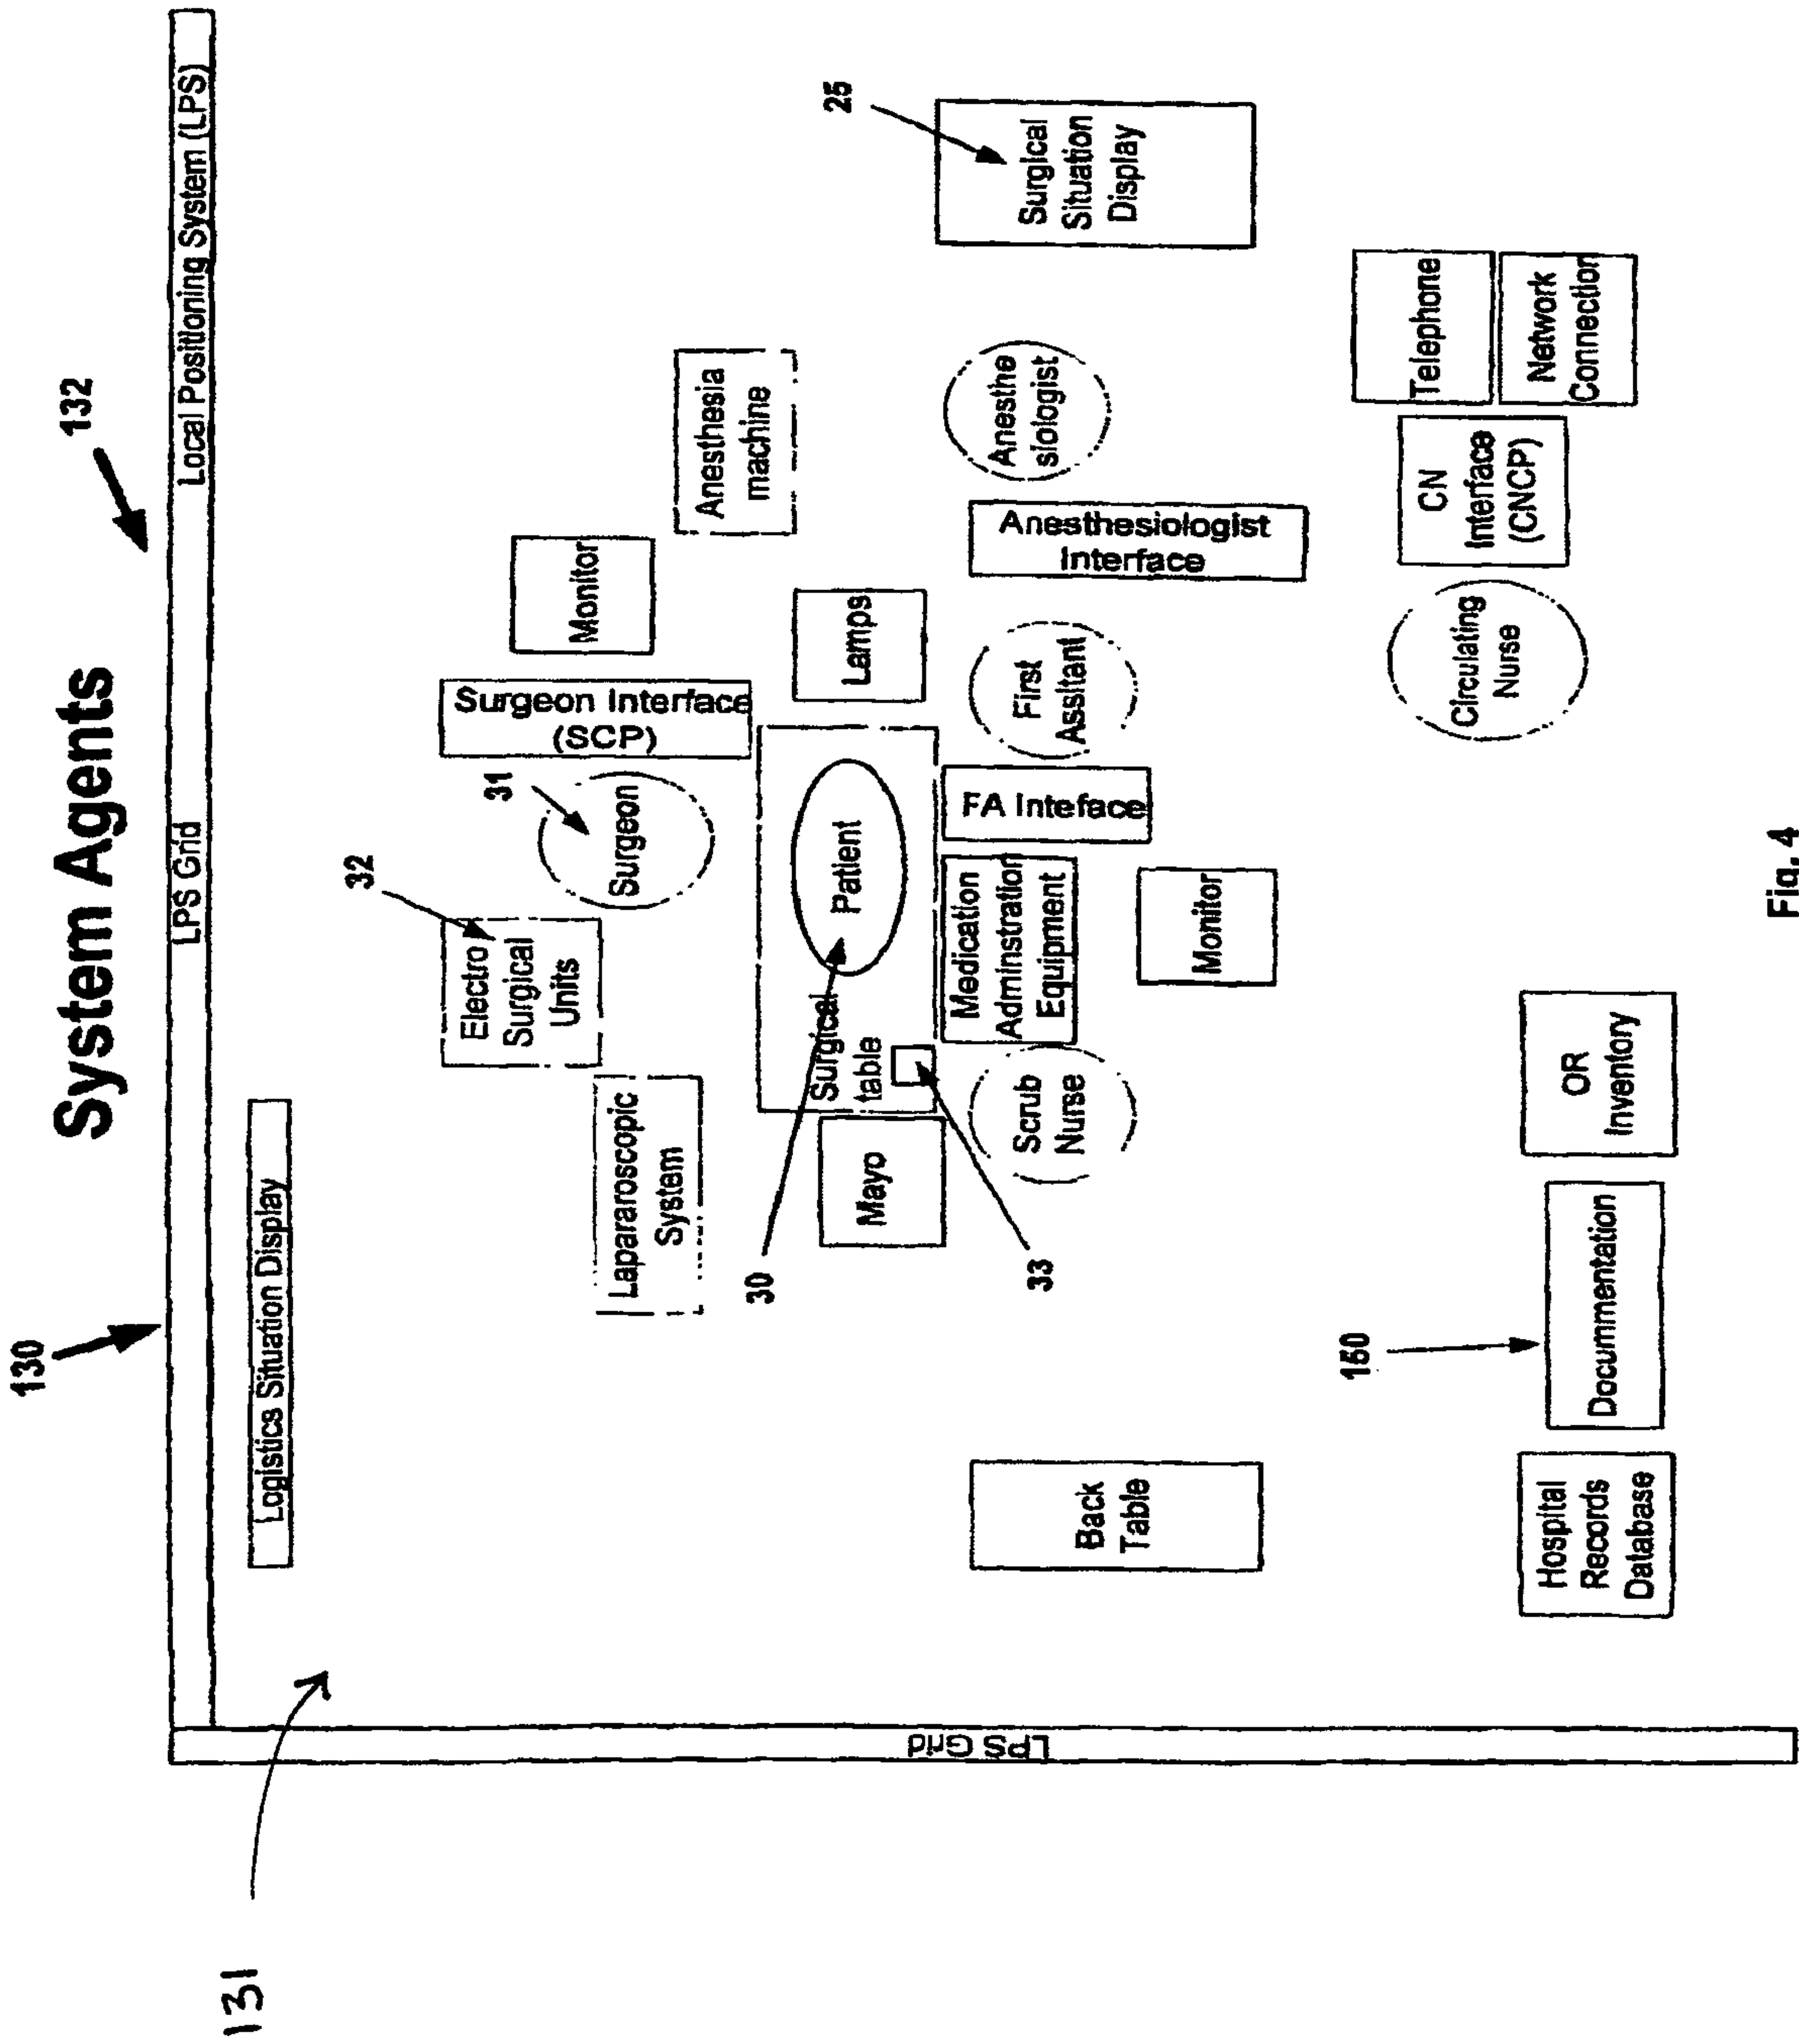 130
System Agents
132
131
LPS Grid
Local Positioning System (LPS)
Logistics Situation Display
32
31
Electro
Surgical
Units
Surgeon
Surgeon Interface
(SCP)
Monitor
Lapararoscopic
System
Anesthesia
machine
30
Surgical
table
Patient
Lamps
25
Mayo
33
LPS Grid
Back
Table
Scrub
Nurse
Medication
Adminstration
Equipment
FA Inteface
First
Assitant
Anesthesiologist
Interface
Anesthe
siologist
Surgical
Situation
Display
Monitor
150
Circulating
Nurse
CN
Interface
(CNCP)
Telephone
Network
Connection
Hospital
Records
Database
Docummentation
OR
Inventory
Fig. 4